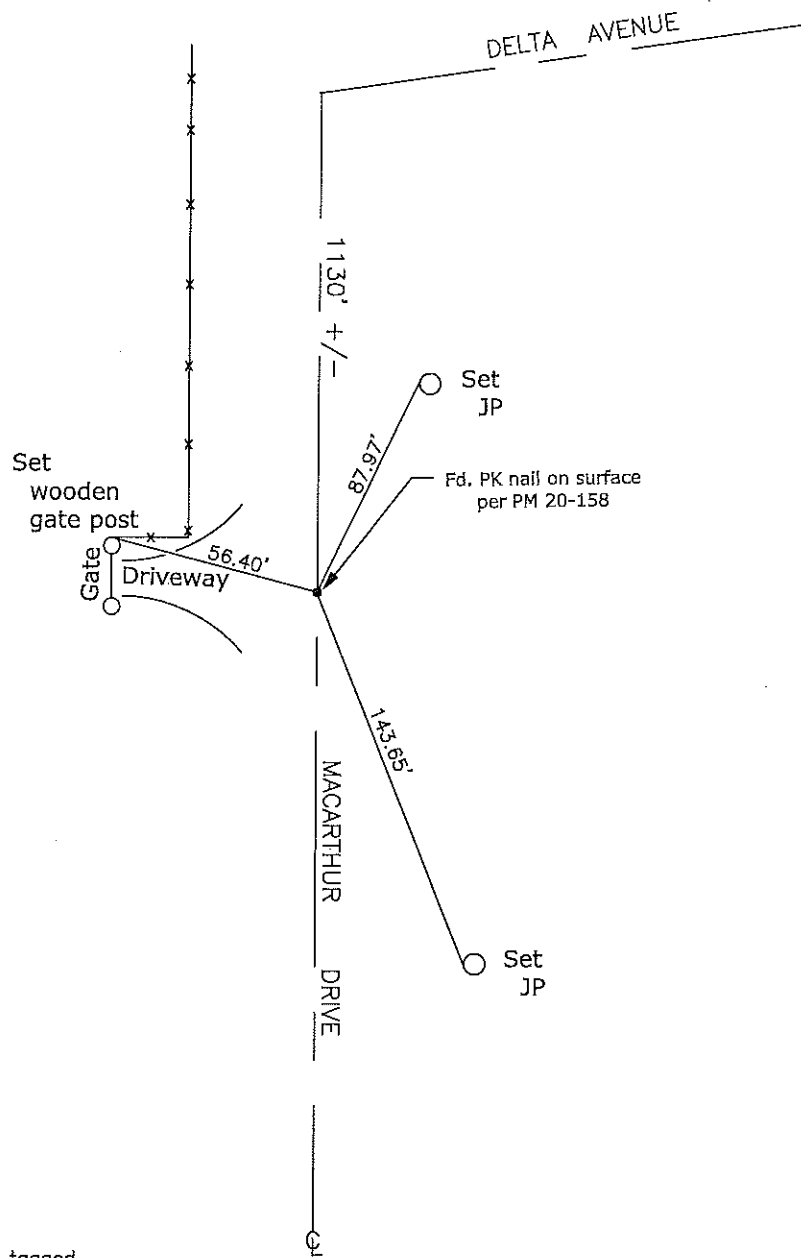 DELTA AVENUE
1130' +/-
Set
JP
87.97'
Fd. PK nail on surface
per PM 20-158
Set
wooden
gate post
56.40'
Gate
Driveway
143.65'
MACARTHUR DRIVE
Set
JP
℄